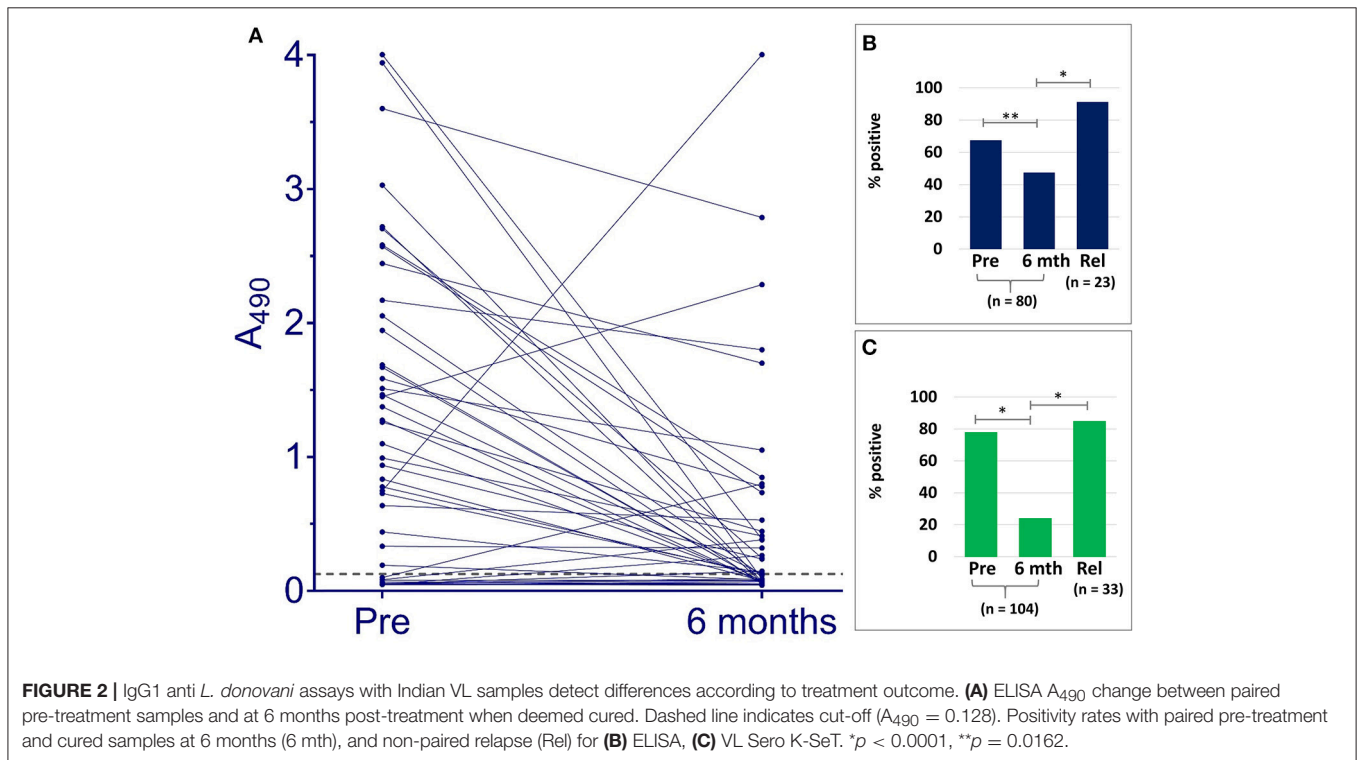 A
4
3
2
1
0
A490
Pre
6 months
B
100
80
60
40
20
0
% positive
**
*
Pre 6 mth Rel
(n = 80)
(n = 23)
C
100
80
60
40
20
0
% positive
*
*
Pre 6 mth Rel
(n = 104)
(n = 33)
FIGURE 2 | IgG1 anti L. donovani assays with Indian VL samples detect differences according to treatment outcome. (A) ELISA A490 change between paired
pre-treatment samples and at 6 months post-treatment when deemed cured. Dashed line indicates cut-off (A490 = 0.128). Positivity rates with paired pre-treatment
and cured samples at 6 months (6 mth), and non-paired relapse (Rel) for (B) ELISA, (C) VL Sero K-SeT. *p < 0.0001, **p = 0.0162.